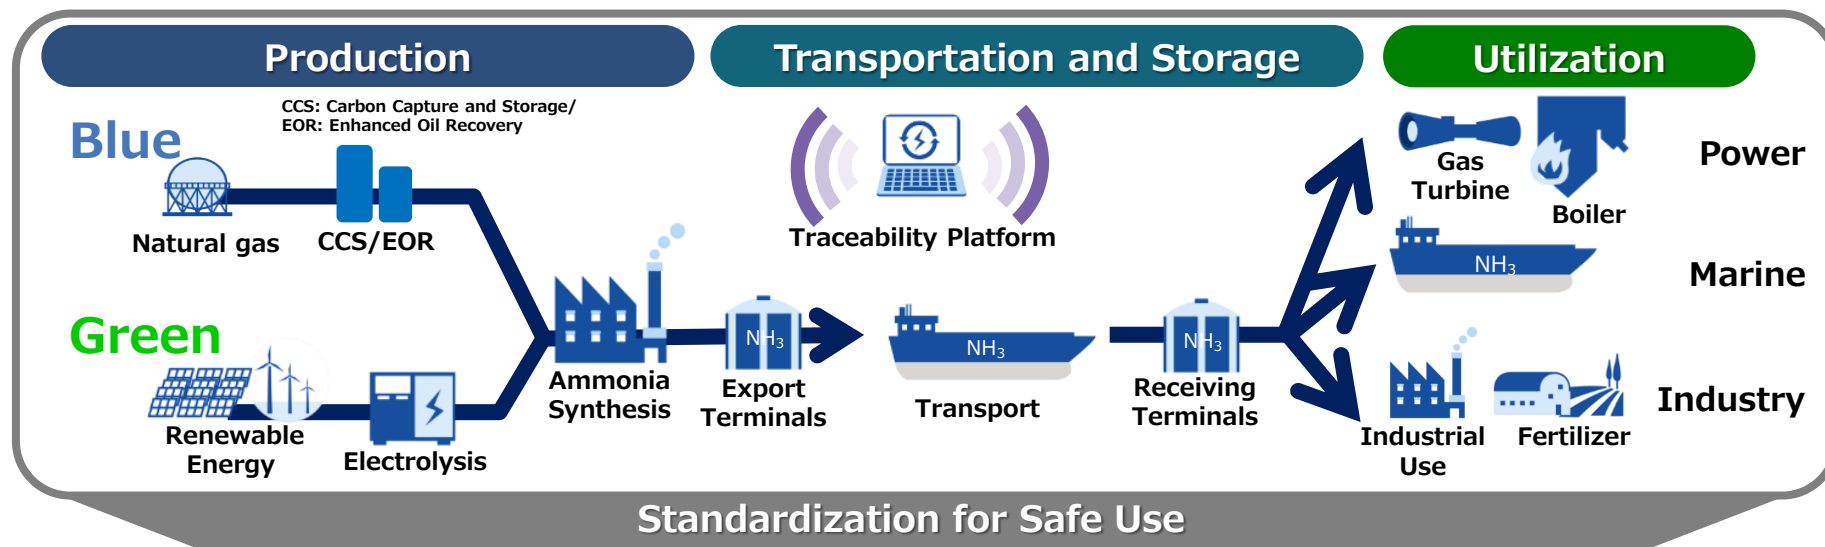 Production
Transportation and Storage
Utilization
CCS: Carbon Capture and Storage/
EOR: Enhanced Oil Recovery
Blue
Natural gas
CCS/EOR
Green
Renewable
Energy
Electrolysis
Ammonia
Synthesis
Traceability Platform
NH₃
Export
Terminals
NH₃
Transport
NH₃
Receiving
Terminals
Gas
Turbine
Boiler
Power
NH₃
Marine
Industrial
Use
Fertilizer
Industry
Standardization for Safe Use